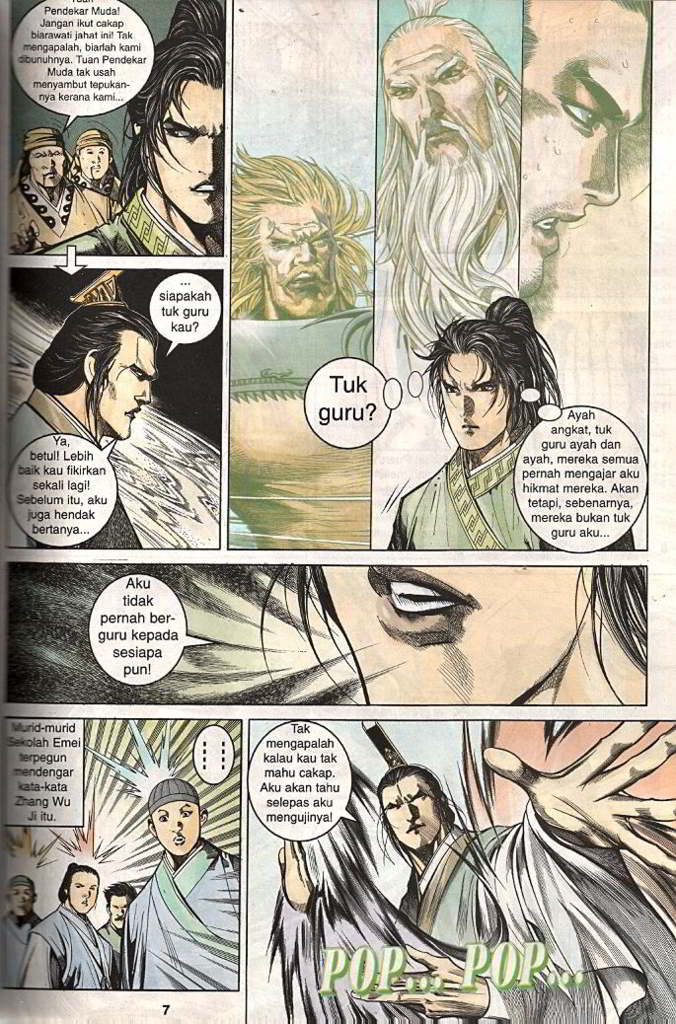 Tuan
Pendekar Muda!
Jangan ikut cakap
biarawati jahat ini! Tak
mengapalah, biarlah kami
dibunuhnya. Tuan Pendekar
Muda tak usah
menyambut tepukan-
nya kerana kami...
...
siapakah
tuk guru
kau?
Ya,
betul! Lebih
baik kau fikirkan
sekali lagi!
Sebelum itu, aku
juga hendak
bertanya...
Tuk
guru?
Ayah
angkat, tuk
guru ayah dan
ayah, mereka semua
pernah mengajar aku
hikmat mereka. Akan
tetapi, sebenarnya,
mereka bukan tuk
guru aku...
Aku
tidak
pernah ber-
guru kepada
sesiapa
pun!
Murid-murid
Sekolah Emei
terpegun
mendengar
kata-kata
Zhang Wu
Ji itu.
Tak
mengapalah
kalau kau tak
mahu cakap.
Aku akan tahu
selepas aku
mengujinya!
POP... POP...
7